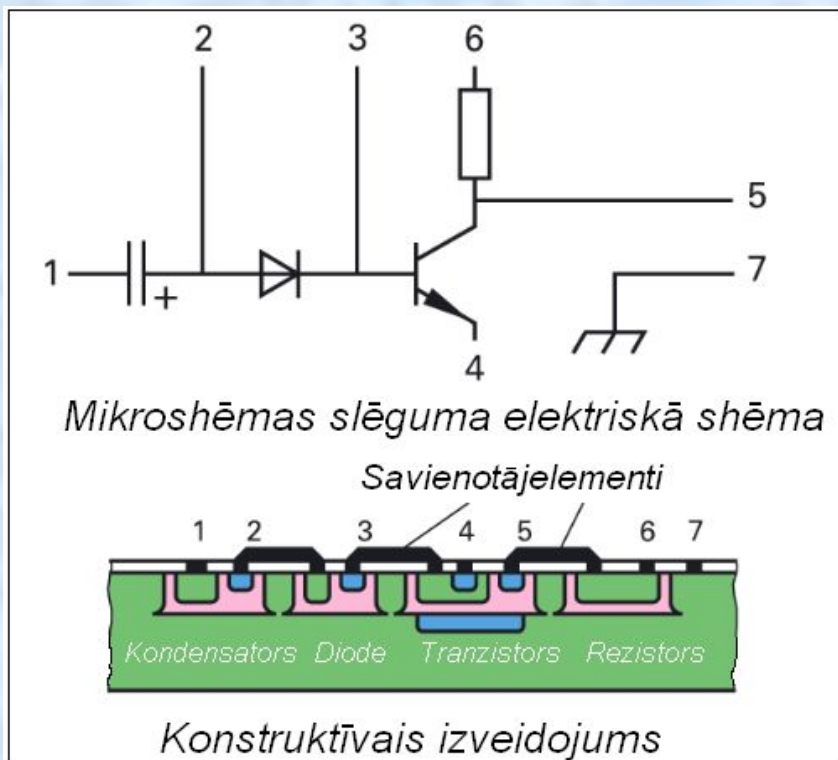 2 3 6
5
1 + 7
4
Mikroshēmas slēguma elektriskā shēma
Savienotājelementi
1 2 3 4 5 6 7
Kondensators Diode Tranzistors Rezistors
Konstruktīvais izveidojums